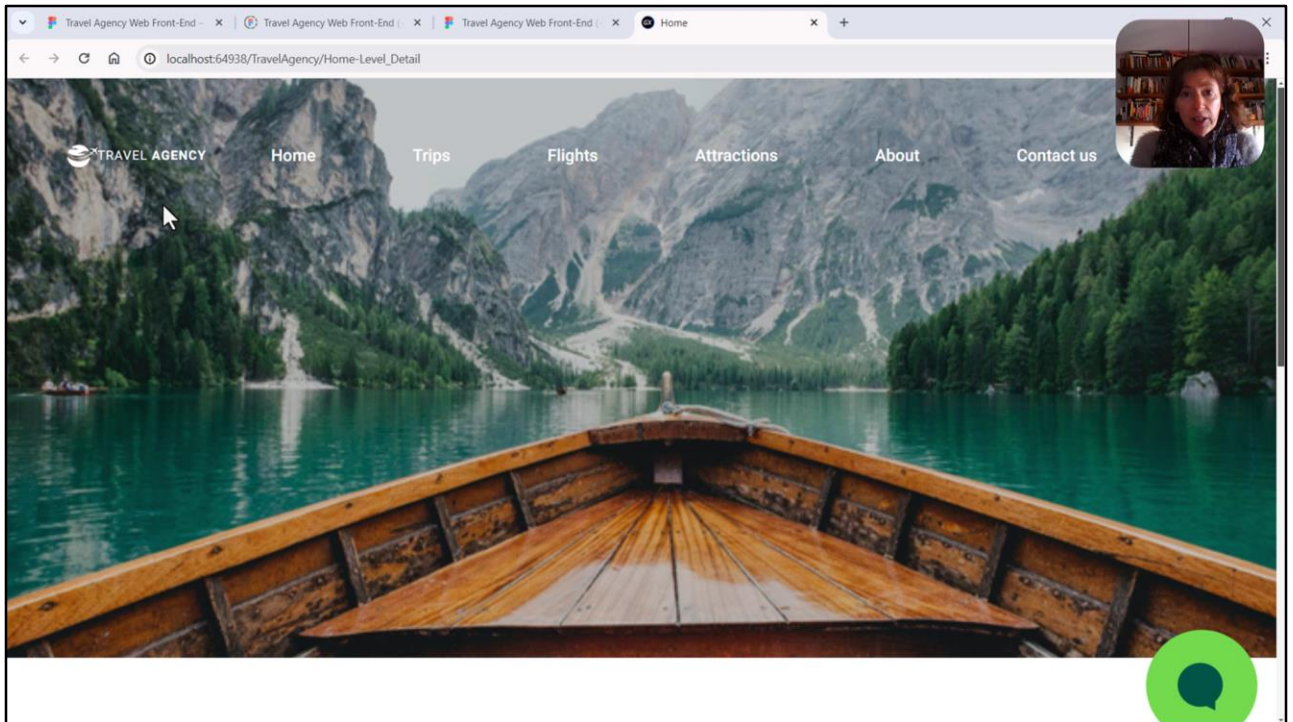 Travel Agency Web Front-End –
Travel Agency Web Front-End (
Travel Agency Web Front-End (
GX Home
localhost:64938/TravelAgency/Home-Level_Detail
TRAVEL AGENCY
Home
Trips
Flights
Attractions
About
Contact us